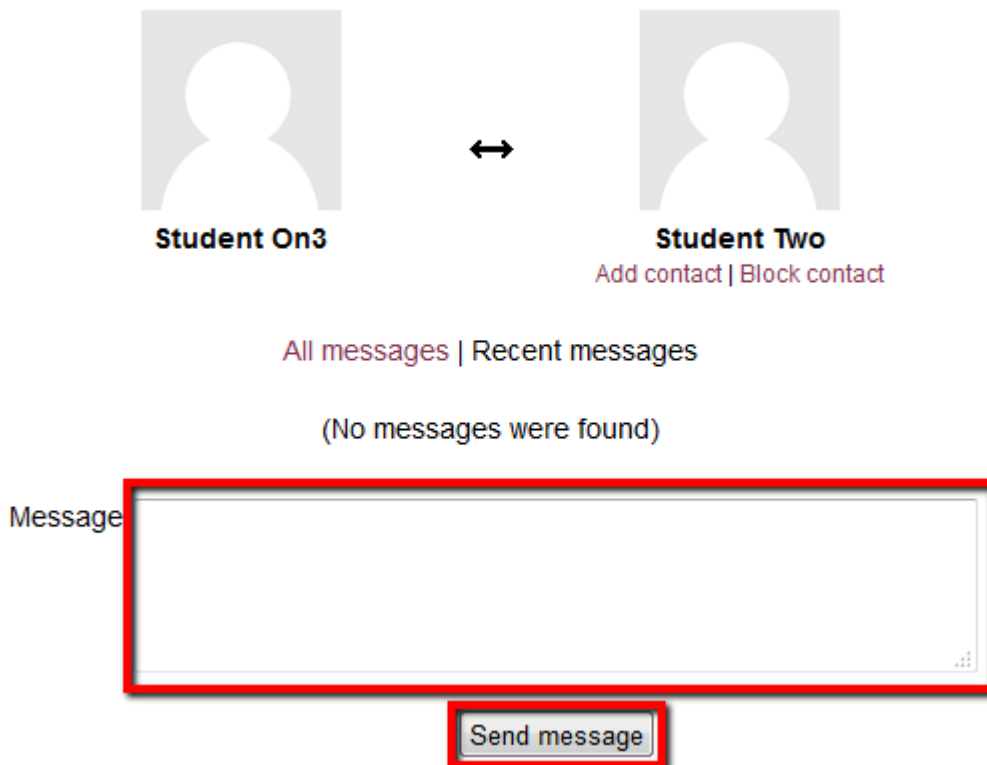 Student On3
Student Two
Add contact | Block contact
All messages | Recent messages
(No messages were found)
Message
Send message